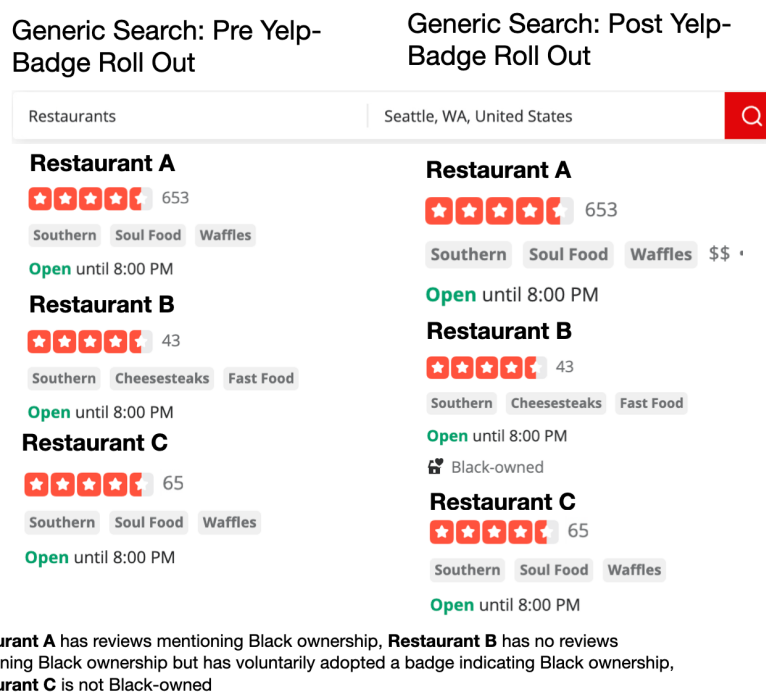 Generic Search: Pre Yelp-
Badge Roll Out
Generic Search: Post Yelp-
Badge Roll Out
Restaurants
Seattle, WA, United States
Restaurant A
653
Southern Soul Food Waffles
Open until 8:00 PM
Restaurant B
43
Southern Cheesesteaks Fast Food
Open until 8:00 PM
Restaurant C
65
Southern Soul Food Waffles
Open until 8:00 PM
Restaurant A
653
Southern Soul Food Waffles $$
Open until 8:00 PM
Restaurant B
43
Southern Cheesesteaks Fast Food
Open until 8:00 PM
Black-owned
Restaurant C
65
Southern Soul Food Waffles
Open until 8:00 PM
urant A has reviews mentioning Black ownership, Restaurant B has no reviews
ning Black ownership but has voluntarily adopted a badge indicating Black ownership,
urant C is not Black-owned